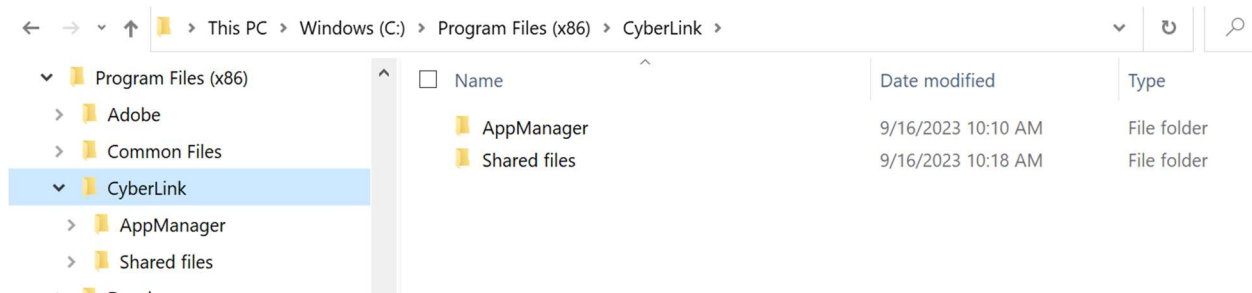 This PC > Windows (C:) > Program Files (x86) > CyberLink >
Program Files (x86)
Adobe
Common Files
CyberLink
AppManager
Shared files
Name Date modified Type
AppManager 9/16/2023 10:10 AM File folder
Shared files 9/16/2023 10:18 AM File folder